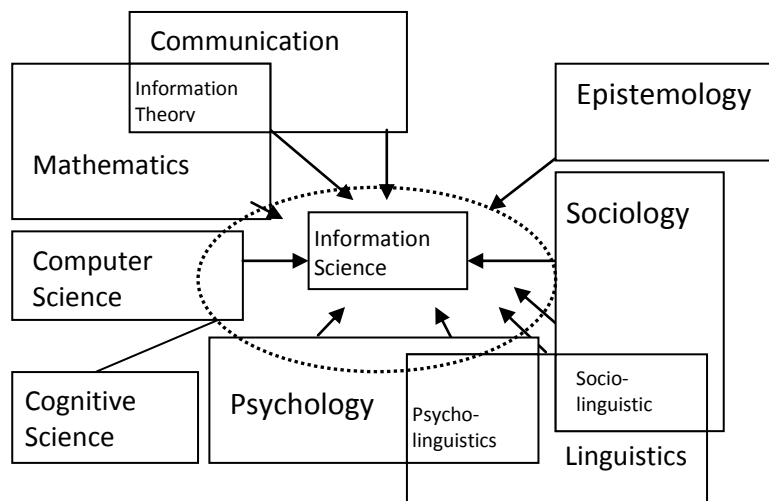 Communication
Information
Theory
Epistemology
Mathematics
Sociology
Information
Science
Computer
Science
Cognitive
Science
Psychology
Psycho-
linguistics
Socio-
linguistic
Linguistics